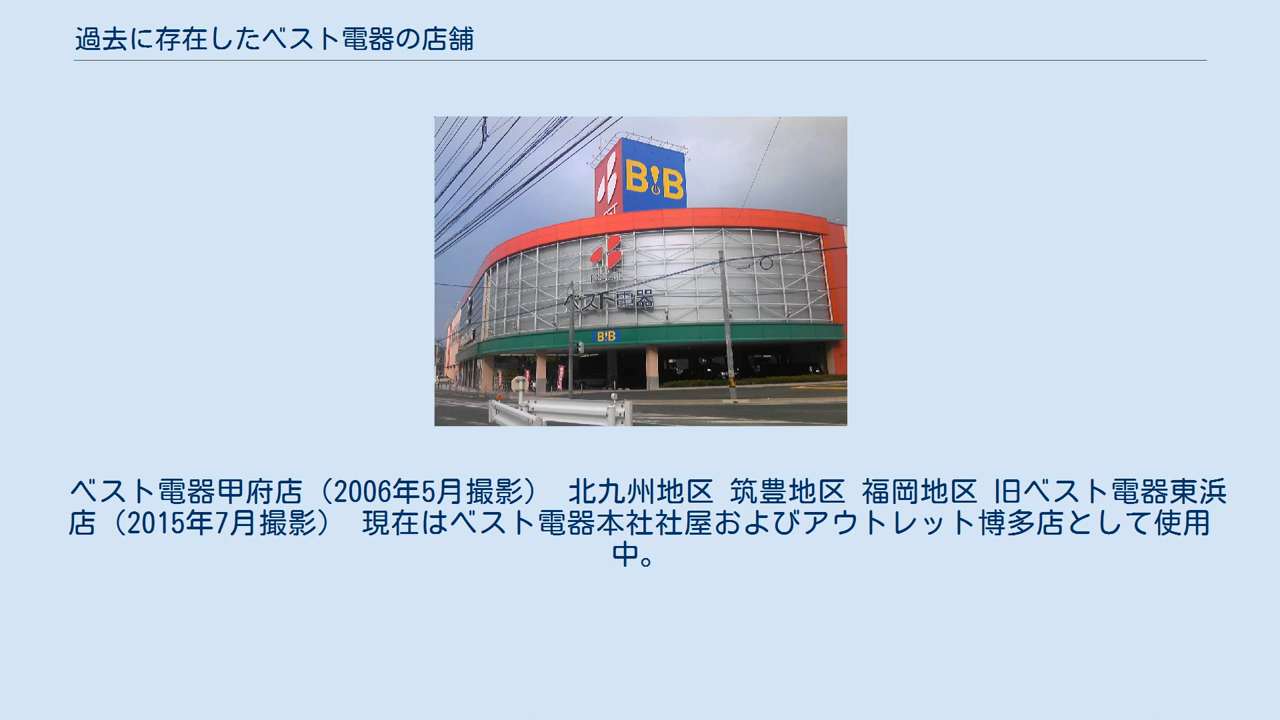 過去に存在したベスト電器の店舗
B!B
ベスト電器
B!B
ベスト電器甲府店（2006年5月撮影） 北九州地区 筑豊地区 福岡地区 旧ベスト電器東浜
店（2015年7月撮影） 現在はベスト電器本社社屋およびアウトレット博多店として使用
中。